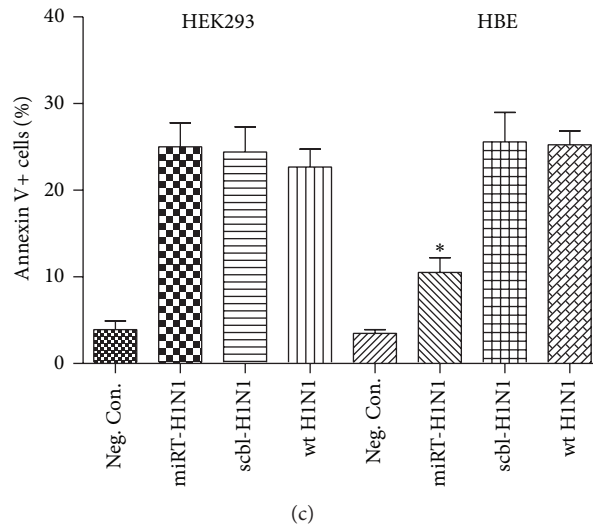 HEK293 HBE
Annexin V+ cells (%)
40
30
20
10
0
*
Neg. Con.
miRT-H1N1
scbl-H1N1
wt H1N1
Neg. Con.
miRT-H1N1
scbl-H1N1
wt H1N1
(c)